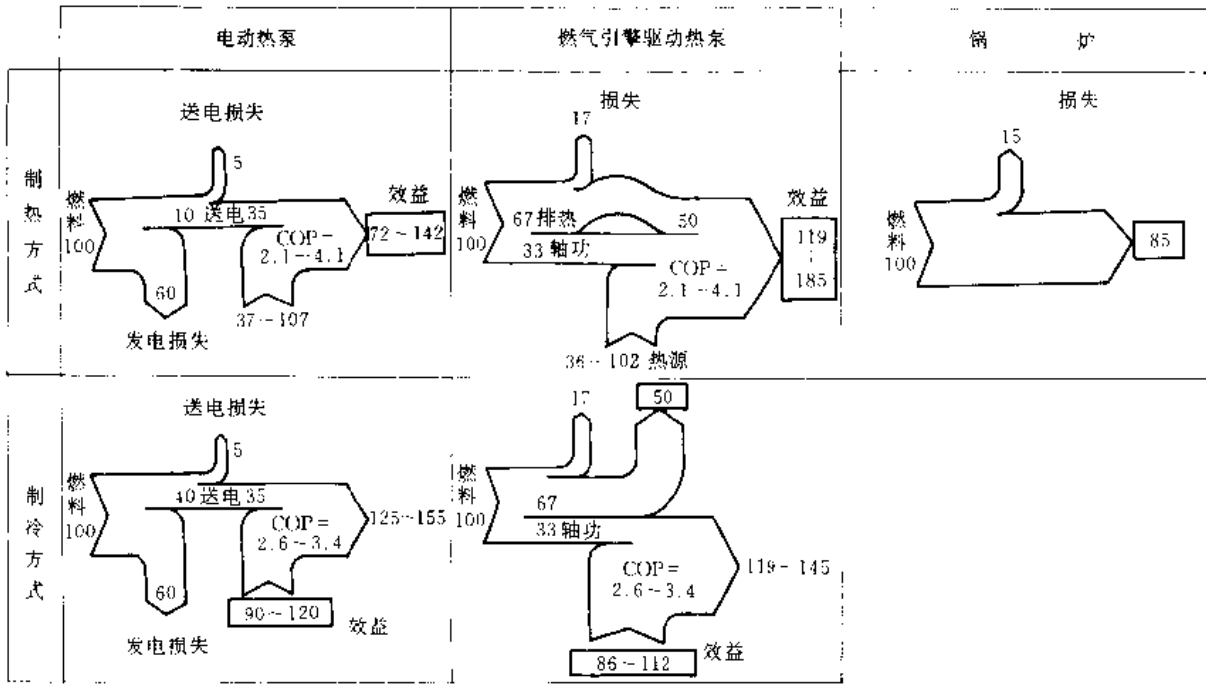 电动热泵
燃气引擎驱动热泵
锅 炉
制热方式
送电损失
5
燃料
100
10 送电 35
COP =
2.1~4.1
效益
72~142
60
37~107
发电损失
损失
17
燃料
100
67 排热
50
33 轴功
COP =
2.1~4.1
效益
119
~
185
36~102 热源
损失
15
燃料
100
85
制冷方式
送电损失
5
燃料
100
40 送电 35
COP =
2.6~3.4
125~155
60
90~120
效益
发电损失
17
50
燃料
100
67
33 轴功
COP =
2.6~3.4
119~145
86~112
效益